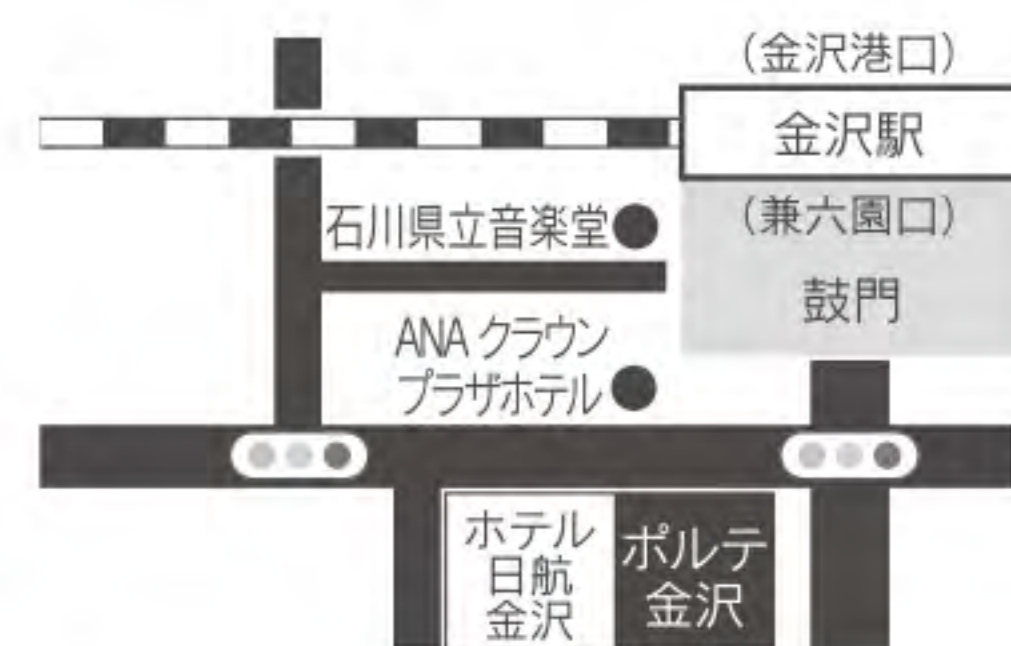 （金沢港口）
金沢駅
（兼六園口）
鼓門
石川県立音楽堂
ANA クラウン
プラザホテル
ホテル
日航
金沢
ポルテ
金沢